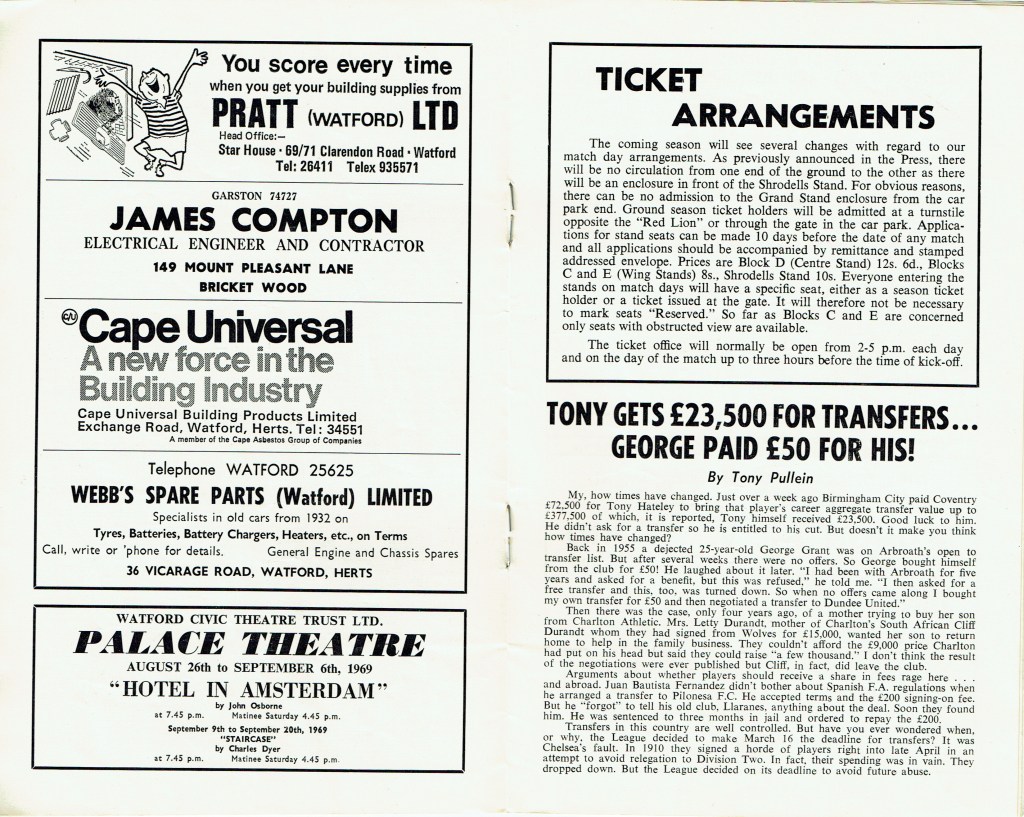 You score every time
when you get your building supplies from
PRATT (WATFORD) LTD
Head Office:—
Star House · 69/71 Clarendon Road · Watford
Tel: 26411 Telex 935571
GARSTON 74727
JAMES COMPTON
ELECTRICAL ENGINEER AND CONTRACTOR
149 MOUNT PLEASANT LANE
BRICKET WOOD
C/U
Cape Universal
A new force in the
Building Industry
Cape Universal Building Products Limited
Exchange Road, Watford, Herts. Tel: 34551
A member of the Cape Asbestos Group of Companies
Telephone WATFORD 25625
WEBB'S SPARE PARTS (Watford) LIMITED
Specialists in old cars from 1932 on
Tyres, Batteries, Battery Chargers, Heaters, etc., on Terms
Call, write or 'phone for details. General Engine and Chassis Spares
36 VICARAGE ROAD, WATFORD, HERTS
WATFORD CIVIC THEATRE TRUST LTD.
PALACE THEATRE
AUGUST 26th to SEPTEMBER 6th, 1969
"HOTEL IN AMSTERDAM"
by John Osborne
at 7.45 p.m. Matinee Saturday 4.45 p.m.
September 9th to September 20th, 1969
"STAIRCASE"
by Charles Dyer
at 7.45 p.m. Matinee Saturday 4.45 p.m.
TICKET
ARRANGEMENTS
The coming season will see several changes with regard to our
match day arrangements. As previously announced in the Press, there
will be no circulation from one end of the ground to the other as there
will be an enclosure in front of the Shrodells Stand. For obvious reasons,
there can be no admission to the Grand Stand enclosure from the car
park end. Ground season ticket holders will be admitted at a turnstile
opposite the "Red Lion" or through the gate in the car park. Applica-
tions for stand seats can be made 10 days before the date of any match
and all applications should be accompanied by remittance and stamped
addressed envelope. Prices are Block D (Centre Stand) 12s. 6d., Blocks
C and E (Wing Stands) 8s., Shrodells Stand 10s. Everyone entering the
stands on match days will have a specific seat, either as a season ticket
holder or a ticket issued at the gate. It will therefore not be necessary
to mark seats "Reserved." So far as Blocks C and E are concerned
only seats with obstructed view are available.
The ticket office will normally be open from 2-5 p.m. each day
and on the day of the match up to three hours before the time of kick-off.
TONY GETS £23,500 FOR TRANSFERS...
GEORGE PAID £50 FOR HIS!
By Tony Pullein
My, how times have changed. Just over a week ago Birmingham City paid Coventry
£72,500 for Tony Hateley to bring that player's career aggregate transfer value up to
£377,500 of which, it is reported, Tony himself received £23,500. Good luck to him.
He didn't ask for a transfer so he is entitled to his cut. But doesn't it make you think
how times have changed?
Back in 1955 a dejected 25-year-old George Grant was on Arbroath's open to
transfer list. But after several weeks there were no offers. So George bought himself
from the club for £50! He laughed about it later. "I had been with Arbroath for five
years and asked for a benefit, but this was refused," he told me. "I then asked for a
free transfer and this, too, was turned down. So when no offers came along I bought
my own transfer for £50 and then negotiated a transfer to Dundee United."
Then there was the case, only four years ago, of a mother trying to buy her son
from Charlton Athletic. Mrs. Letty Durandt, mother of Charlton's South African Cliff
Durandt whom they had signed from Wolves for £15,000, wanted her son to return
home to help in the family business. They couldn't afford the £9,000 price Charlton
had put on his head but said they could raise "a few thousand." I don't think the result
of the negotiations were ever published but Cliff, in fact, did leave the club.
Arguments about whether players should receive a share in fees rage here . . .
and abroad. Juan Bautista Fernandez didn't bother about Spanish F.A. regulations when
he arranged a transfer to Pilonesa F.C. He accepted terms and the £200 signing-on fee.
But he "forgot" to tell his old club, Llaranes, anything about the deal. Soon they found
him. He was sentenced to three months in jail and ordered to repay the £200.
Transfers in this country are well controlled. But have you ever wondered when,
or why, the League decided to make March 16 the deadline for transfers? It was
Chelsea's fault. In 1910 they signed a horde of players right into late April in an
attempt to avoid relegation to Division Two. In fact, their spending was in vain. They
dropped down. But the League decided on its deadline to avoid future abuse.